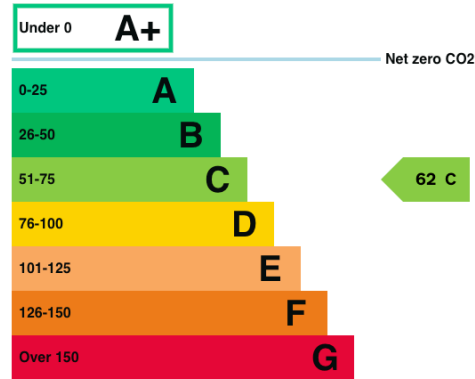 Under 0 A+
Net zero CO2
0-25 A
26-50 B
51-75 C
62 C
76-100 D
101-125 E
126-150 F
Over 150 G